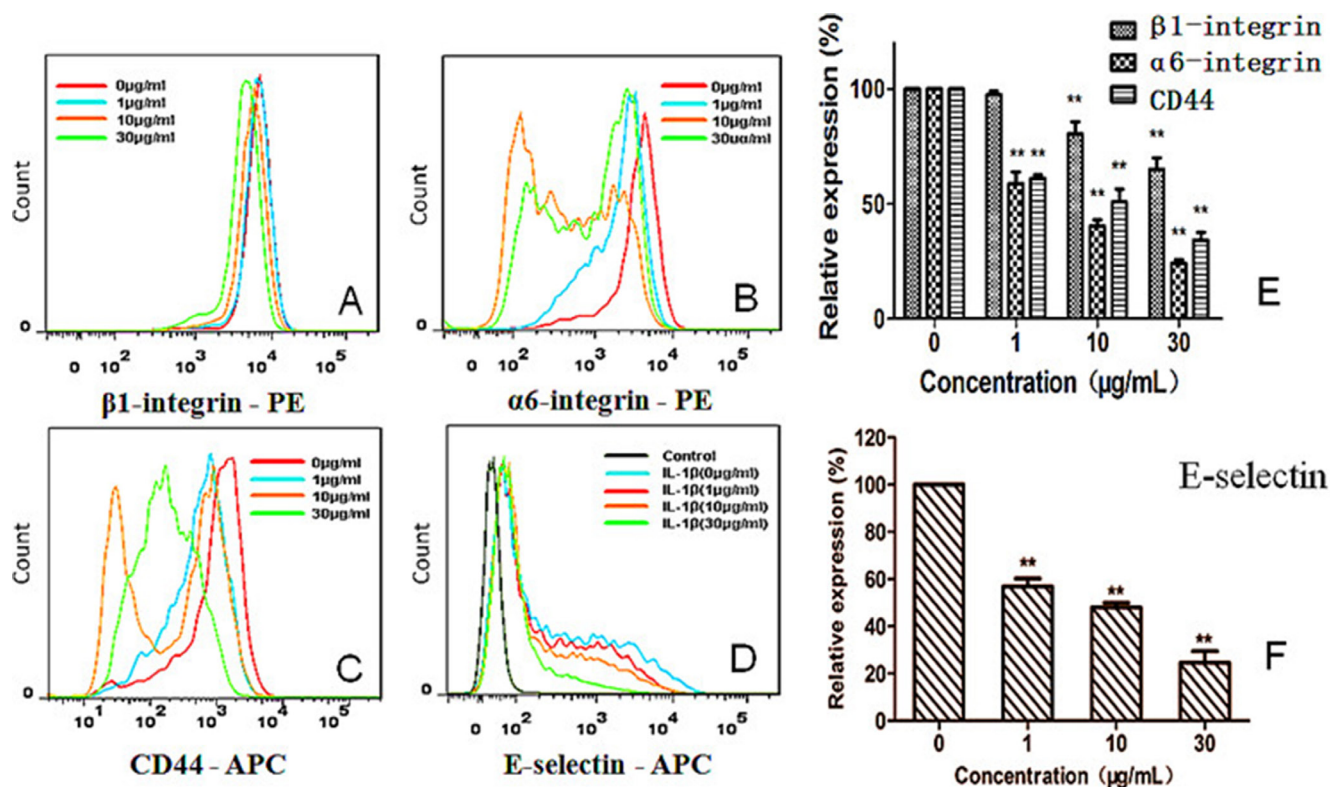 0µg/ml
1µg/ml
10µg/ml
30µg/ml
Count
A
0
0 10² 10³ 10⁴ 10⁵
β1-integrin - PE
0µg/ml
1µg/ml
10µg/ml
30uα/ml
Count
B
0
0 10² 10³ 10⁴ 10⁵
α6-integrin - PE
β1-integrin
α6-integrin
CD44
Relative expression (%)
100
50
0
** **
** ** **
** ** **
0 1 10 30
Concentration (µg/mL)
E
0µg/ml
1µg/ml
10µg/ml
30µg/ml
Count
C
0
10¹ 10² 10³ 10⁴ 10⁵
CD44 - APC
Control
IL-1β(0µg/ml)
IL-1β(1µg/ml)
IL-1β(10µg/ml)
IL-1β(30µg/ml)
Count
D
0
0 10² 10³ 10⁴ 10⁵
E-selectin - APC
E-selectin
Relative expression (%)
120
100
80
60
40
20
0
**
**
**
0 1 10 30
Concentration (µg/mL)
F